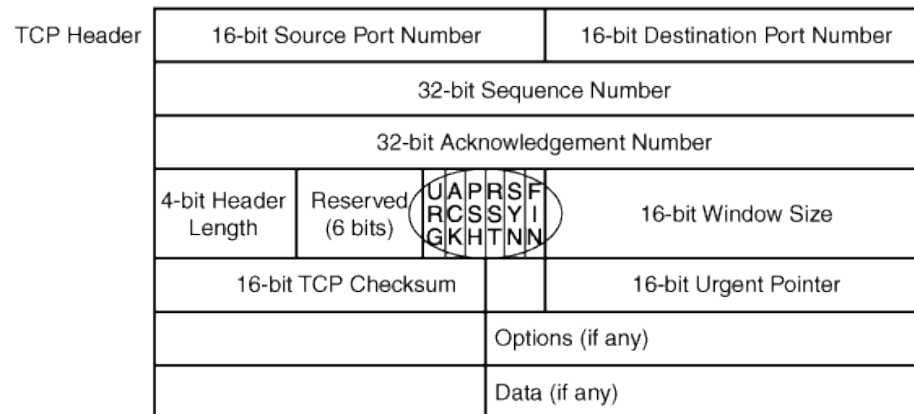 TCP Header
16-bit Source Port Number
16-bit Destination Port Number
32-bit Sequence Number
32-bit Acknowledgement Number
4-bit Header
Length
Reserved
(6 bits)
U A P R S F
R C S S Y I
G K H T N N
16-bit Window Size
16-bit TCP Checksum
16-bit Urgent Pointer
Options (if any)
Data (if any)